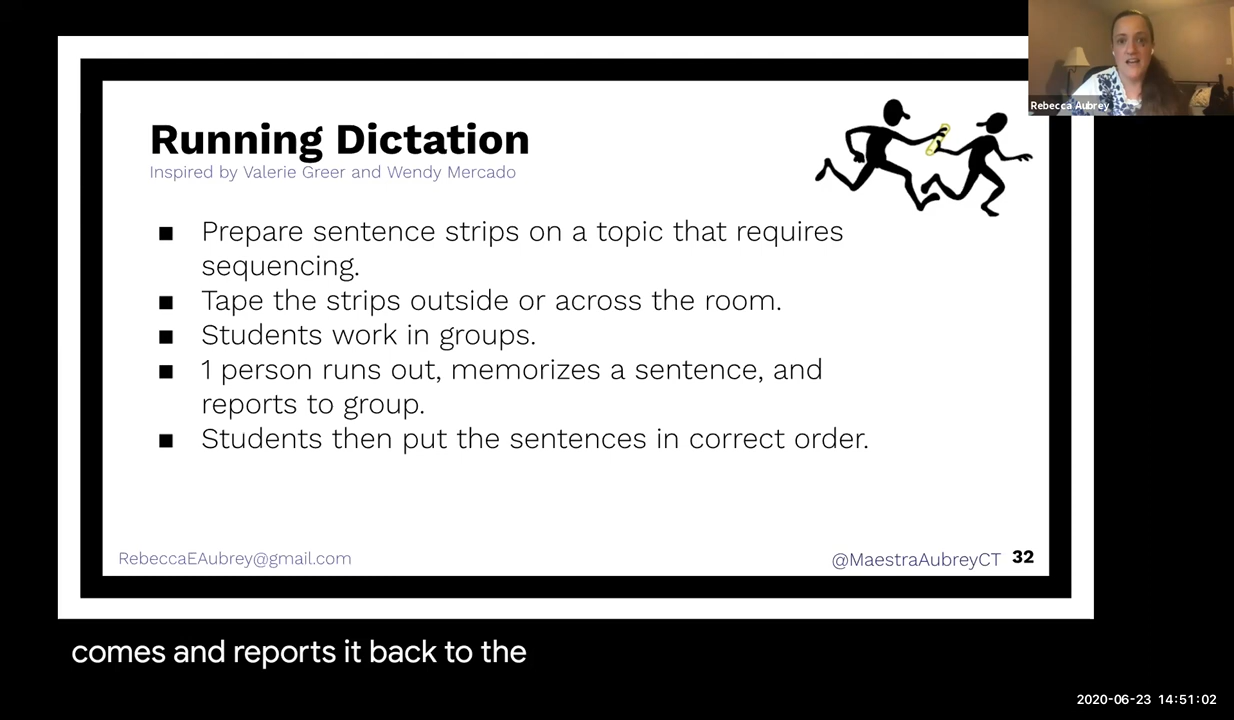 Rebecca Aubrey
Running Dictation
Inspired by Valerie Greer and Wendy Mercado
■ Prepare sentence strips on a topic that requires
sequencing.
■ Tape the strips outside or across the room.
■ Students work in groups.
■ 1 person runs out, memorizes a sentence, and
reports to group.
■ Students then put the sentences in correct order.
RebeccaEAubrey@gmail.com
@MaestraAubreyCT 32
comes and reports it back to the
2020-06-23 14:51:02